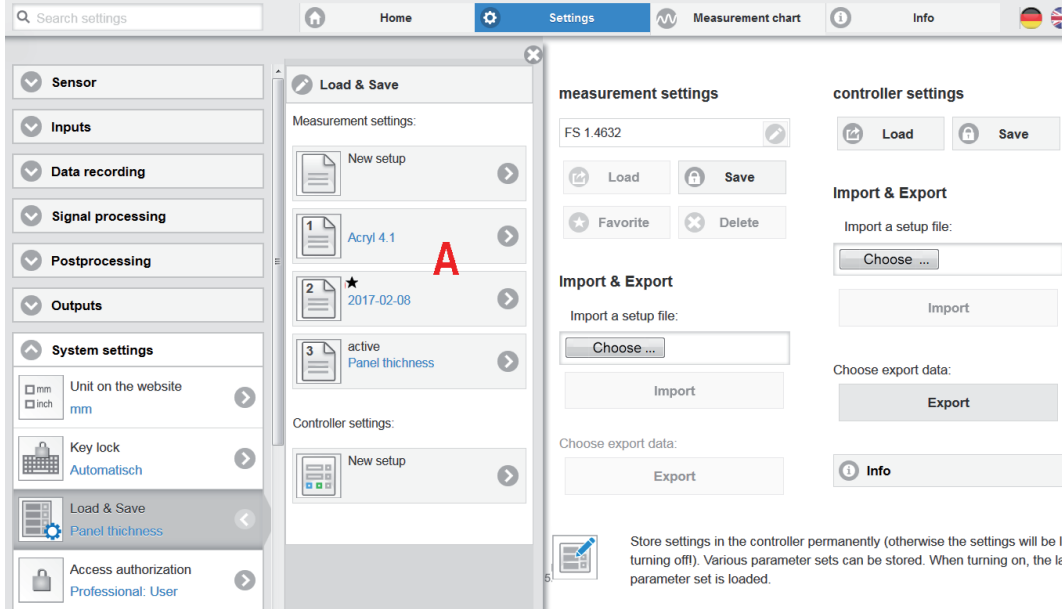 Search settings
Home
Settings
Measurement chart
Info
Sensor
Inputs
Data recording
Signal processing
Postprocessing
Outputs
System settings
mm
inch
Unit on the website
mm
Key lock
Automatisch
Load & Save
Panel thichness
Access authorization
Professional: User
Load & Save
Measurement settings:
New setup
1
Acryl 4.1
A
2
2017-02-08
3
active
Panel thichness
Controller settings:
New setup
measurement settings
FS 1.4632
Load
Save
Favorite
Delete
Import & Export
Import a setup file:
Choose ...
Import
Choose export data:
Export
controller settings
Load
Save
Import & Export
Import a setup file:
Choose ...
Import
Choose export data:
Export
Info
5.
Store settings in the controller permanently (otherwise the settings will be
turning off!). Various parameter sets can be stored. When turning on, the
parameter set is loaded.